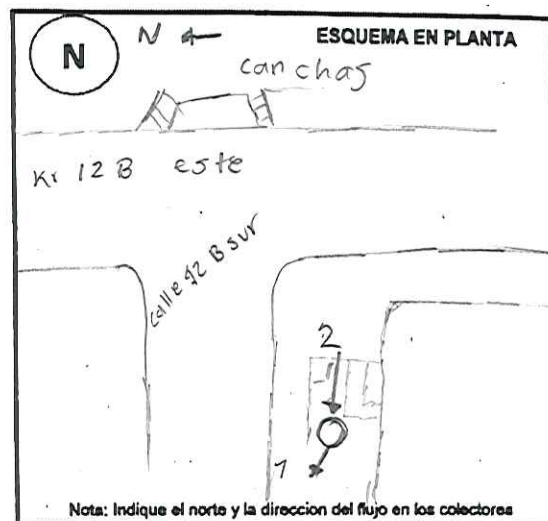 N
N
ESQUEMA EN PLANTA
canchas
Kr 12 B este
calle 42 B sur
2
1
Nota: Indique el norte y la direccion del flujo en los colectores